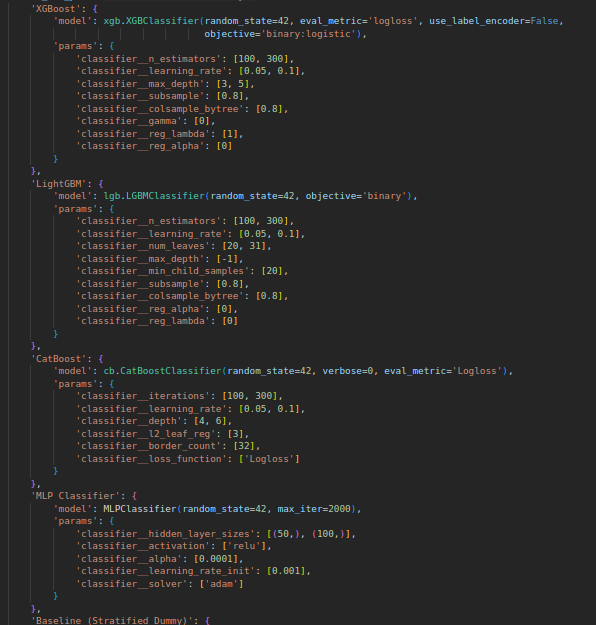 'XGBoost': {
'model': xgb.XGBClassifier(random_state=42, eval_metric='logloss', use_label_encoder=False,
objective='binary:logistic'),
'params': {
'classifier__n_estimators': [100, 300],
'classifier__learning_rate': [0.05, 0.1],
'classifier__max_depth': [3, 5],
'classifier__subsample': [0.8],
'classifier__colsample_bytree': [0.8],
'classifier__gamma': [0],
'classifier__reg_lambda': [1],
'classifier__reg_alpha': [0]
}
},
'LightGBM': {
'model': lgb.LGBMClassifier(random_state=42, objective='binary'),
'params': {
'classifier__n_estimators': [100, 300],
'classifier__learning_rate': [0.05, 0.1],
'classifier__num_leaves': [20, 31],
'classifier__max_depth': [-1],
'classifier__min_child_samples': [20],
'classifier__subsample': [0.8],
'classifier__colsample_bytree': [0.8],
'classifier__reg_alpha': [0],
'classifier__reg_lambda': [0]
}
},
'CatBoost': {
'model': cb.CatBoostClassifier(random_state=42, verbose=0, eval_metric='Logloss'),
'params': {
'classifier__iterations': [100, 300],
'classifier__learning_rate': [0.05, 0.1],
'classifier__depth': [4, 6],
'classifier__l2_leaf_reg': [3],
'classifier__border_count': [32],
'classifier__loss_function': ['Logloss']
}
},
'MLP Classifier': {
'model': MLPClassifier(random_state=42, max_iter=2000),
'params': {
'classifier__hidden_layer_sizes': [(50,), (100,)],
'classifier__activation': ['relu'],
'classifier__alpha': [0.0001],
'classifier__learning_rate_init': [0.001],
'classifier__solver': ['adam']
}
},
'Baseline (Stratified Dummy)': {